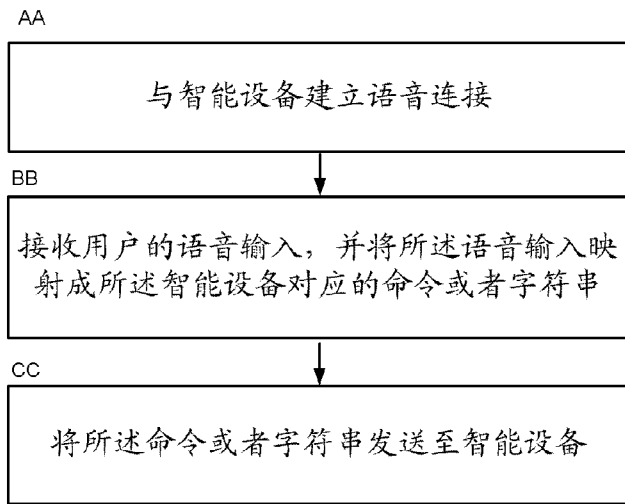 AA
与智能设备建立语音连接
BB
接收用户的语音输入，并将所述语音输入映
射成所述智能设备对应的命令或者字符串
CC
将所述命令或者字符串发送至智能设备